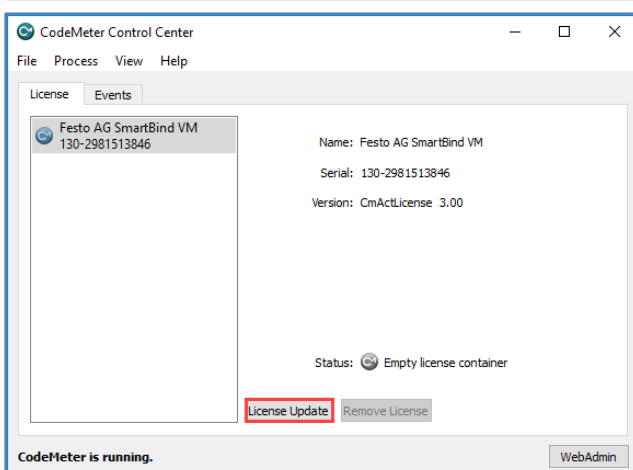 CodeMeter Control Center
File Process View Help
License Events
Festo AG SmartBind VM
130-2981513846
Name: Festo AG SmartBind VM
Serial: 130-2981513846
Version: CmActLicense 3.00
Status: Empty license container
License Update Remove License
CodeMeter is running. WebAdmin